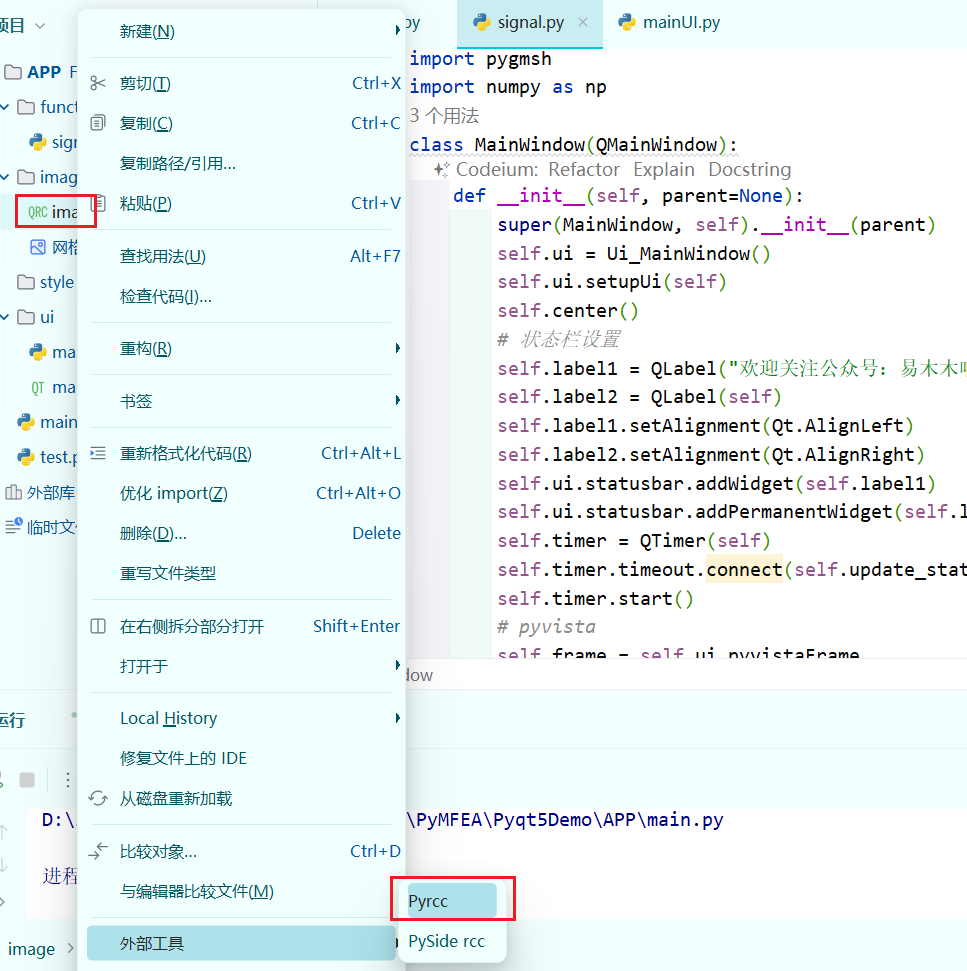 项目
APP F
funct
sign
imag
QRC ima
网格
style
ui
ma
QT ma
main
test.p
外部库
临时文件
新建(N)
剪切(T) Ctrl+X
复制(C) Ctrl+C
复制路径/引用...
粘贴(P) Ctrl+V
查找用法(U) Alt+F7
检查代码(I)...
重构(R)
书签
重新格式化代码(R) Ctrl+Alt+L
优化 import(Z) Ctrl+Alt+O
删除(D)... Delete
重写文件类型
在右侧拆分部分打开 Shift+Enter
打开于
Local History
修复文件上的 IDE
从磁盘重新加载
比较对象... Ctrl+D
与编辑器比较文件(M)
外部工具
Pyrcc
PySide rcc
py
signal.py
mainUI.py
import pygmsh
import numpy as np
3 个用法
class MainWindow(QMainWindow):
Codeium: Refactor Explain Docstring
def __init__(self, parent=None):
super(MainWindow, self).__init__(parent)
self.ui = Ui_MainWindow()
self.ui.setupUi(self)
self.center()
# 状态栏设置
self.label1 = QLabel("欢迎关注公众号：易木木
self.label2 = QLabel(self)
self.label1.setAlignment(Qt.AlignLeft)
self.label2.setAlignment(Qt.AlignRight)
self.ui.statusbar.addWidget(self.label1)
self.ui.statusbar.addPermanentWidget(self.l
self.timer = QTimer(self)
self.timer.timeout.connect(self.update_stat
self.timer.start()
# pyvista
self.frame = self.ui.pyvistaFrame
dow
运行
D:\ \PyMFEA\Pyqt5Demo\APP\main.py
进程
image